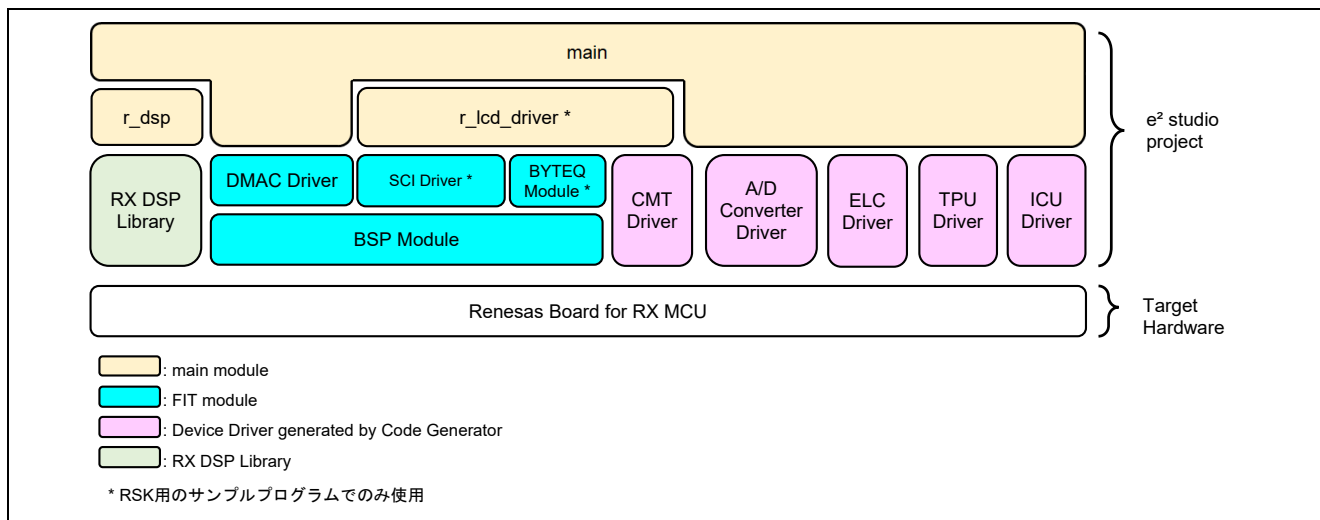 main
r_dsp
r_lcd_driver *
e² studio
project
RX DSP
Library
DMAC Driver
SCI Driver *
BYTEQ
Module *
BSP Module
CMT
Driver
A/D
Converter
Driver
ELC
Driver
TPU
Driver
ICU
Driver
Renesas Board for RX MCU
Target
Hardware
: main module
: FIT module
: Device Driver generated by Code Generator
: RX DSP Library
* RSK用のサンプルプログラムでのみ使用